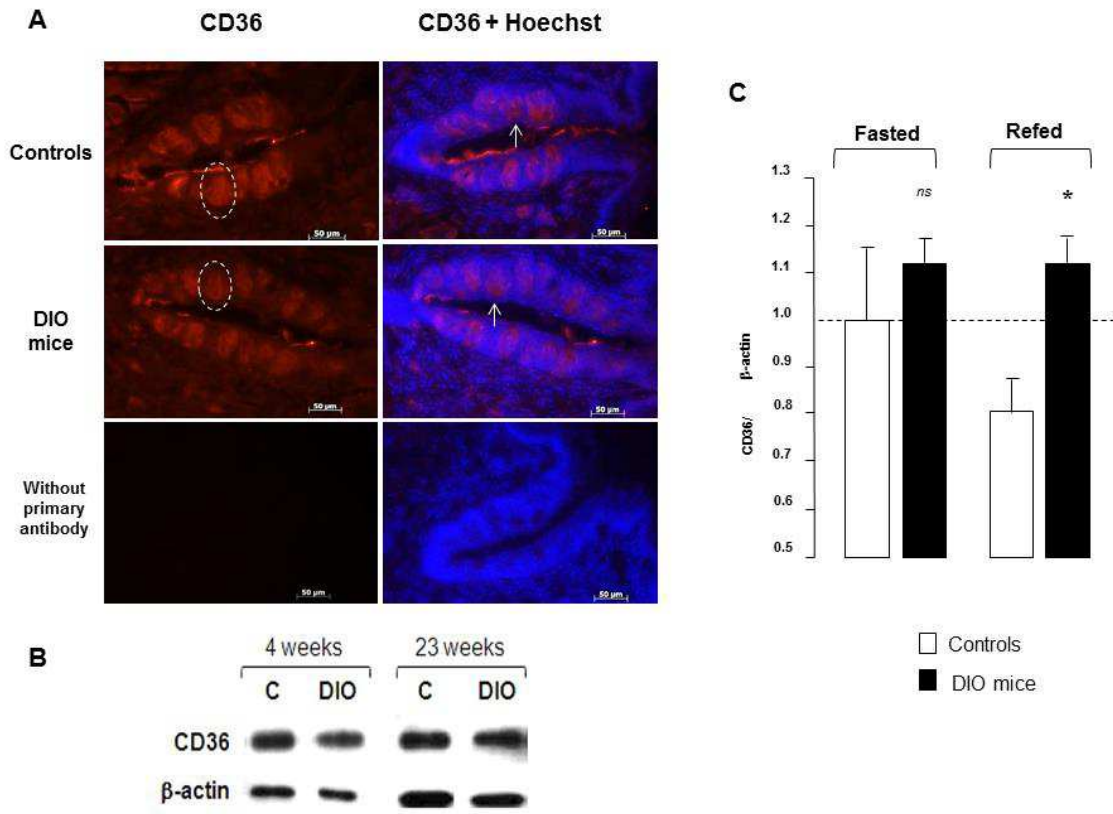 A
CD36
CD36 + Hoechst
Controls
50 µm
50 µm
DIO
mice
50 µm
50 µm
Without
primary
antibody
50 µm
50 µm
B
4 weeks
23 weeks
C
DIO
C
DIO
CD36
β-actin
C
Fasted
Refed
1.3
1.2
1.1
1.0
0.9
0.8
0.7
0.6
0.5
CD36/
β-actin
ns
*
Controls
DIO mice